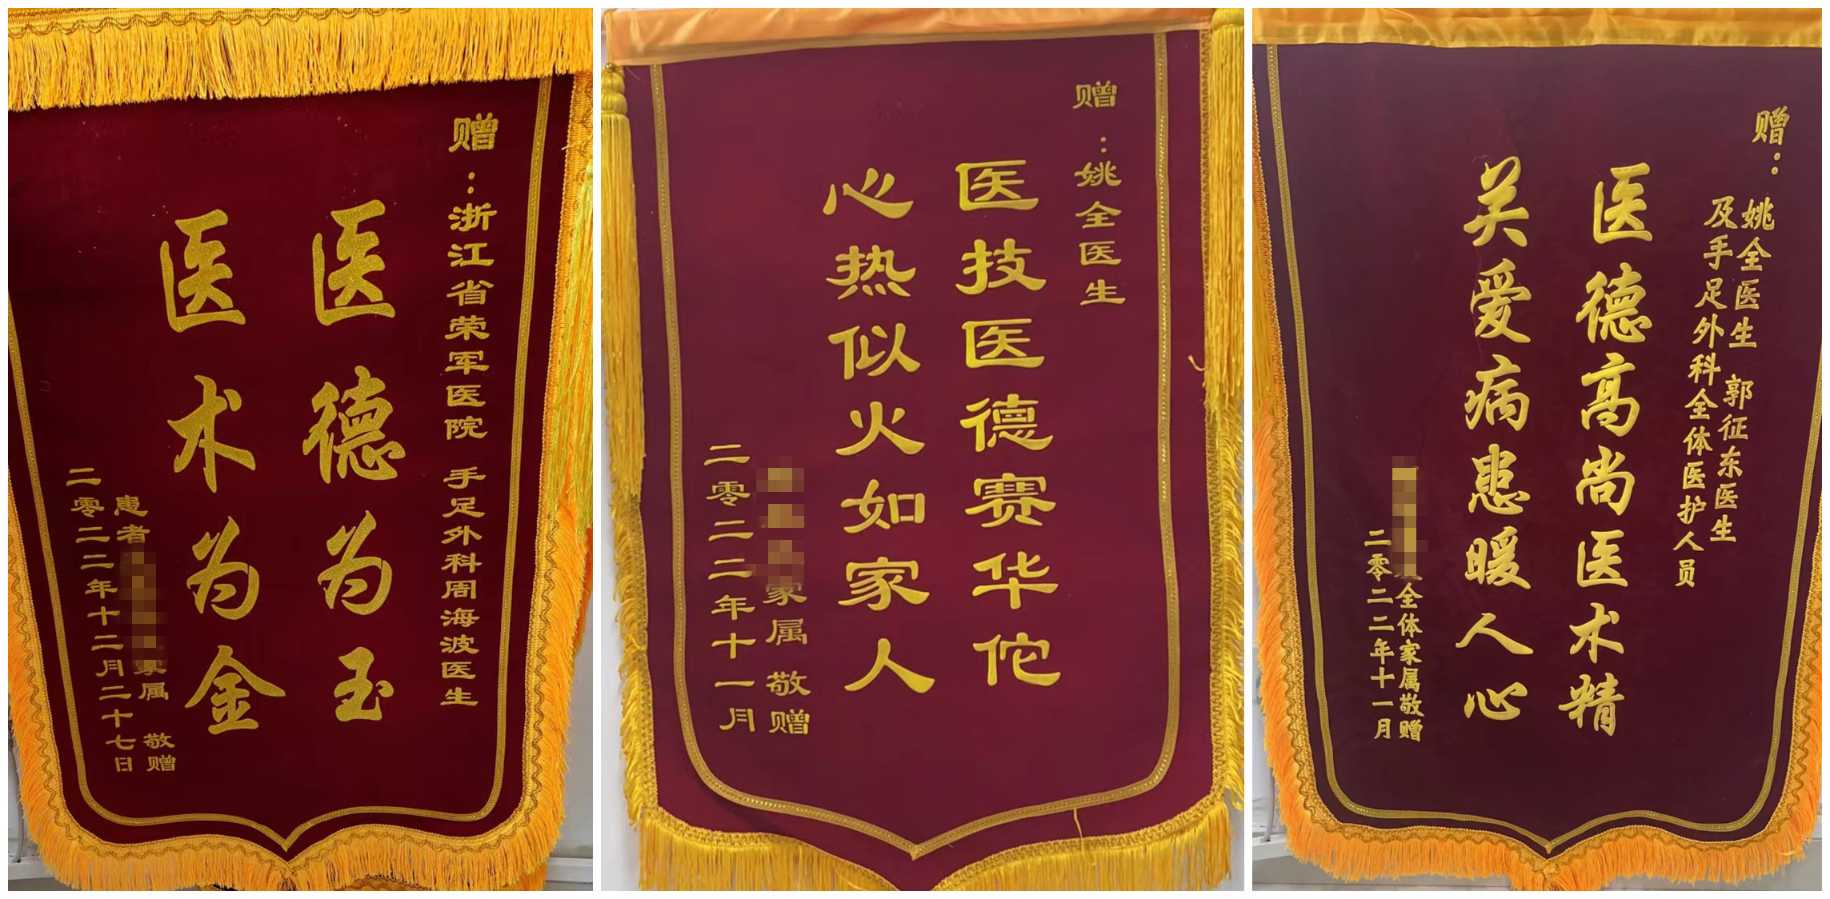 赠：浙江省荣军医院 手足外科周海波医生
医德为玉
医术为金
患者 家属 敬赠
二零二二年十二月二十七日
赠：姚全医生
医技医德赛华佗
心热似火如家人
家属 敬赠
二零二二年十一月
赠：姚全医生 郭征东医生
及手足外科全体医护人员
医德高尚医术精
关爱病患暖人心
全体家属敬赠
二零二二年十一月